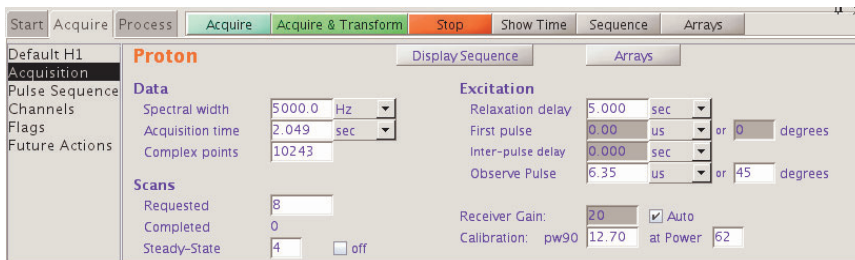 Start Acquire Process Acquire Acquire & Transform Stop Show Time Sequence Arrays
Default H1
Acquisition
Pulse Sequence
Channels
Flags
Future Actions
Proton Display Sequence Arrays
Data
Spectral width 5000.0 Hz
Acquisition time 2.049 sec
Complex points 10243
Scans
Requested 8
Completed 0
Steady-State 4 off
Excitation
Relaxation delay 5.000 sec
First pulse 0.00 us or 0 degrees
Inter-pulse delay 0.000 sec
Observe Pulse 6.35 us or 45 degrees
Receiver Gain: 20 Auto
Calibration: pw90 12.70 at Power 62